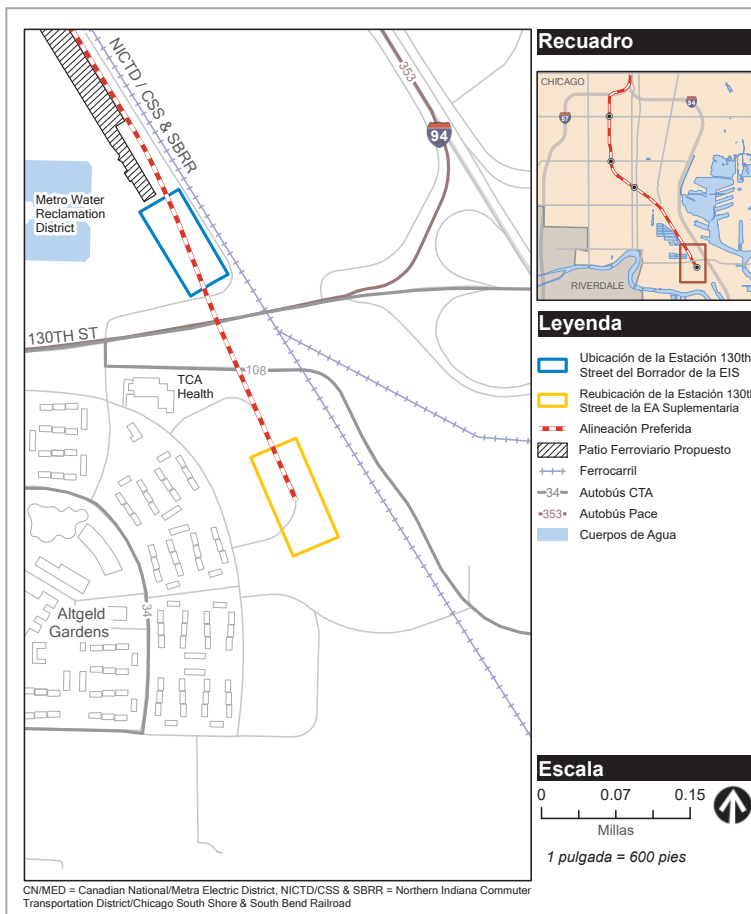 NICTD / CSS & SBRR
353
94
Metro Water
Reclamation
District
130TH ST
TCA
Health
108
34
Altgeld
Gardens
CN/MED = Canadian National/Metra Electric District, NICTD/CSS & SBRR = Northern Indiana Commuter
Transportation District/Chicago South Shore & South Bend Railroad
Recuadro
CHICAGO
57
94
RIVERDALE
Leyenda
Ubicación de la Estación 130th
Street del Borrador de la EIS
Reubicación de la Estación 130th
Street de la EA Suplementaria
Alineación Preferida
Patio Ferroviario Propuesto
Ferrocarril
34 Autobús CTA
353 Autobús Pace
Cuerpos de Agua
Escala
0 0.07 0.15
Millas
1 pulgada = 600 pies